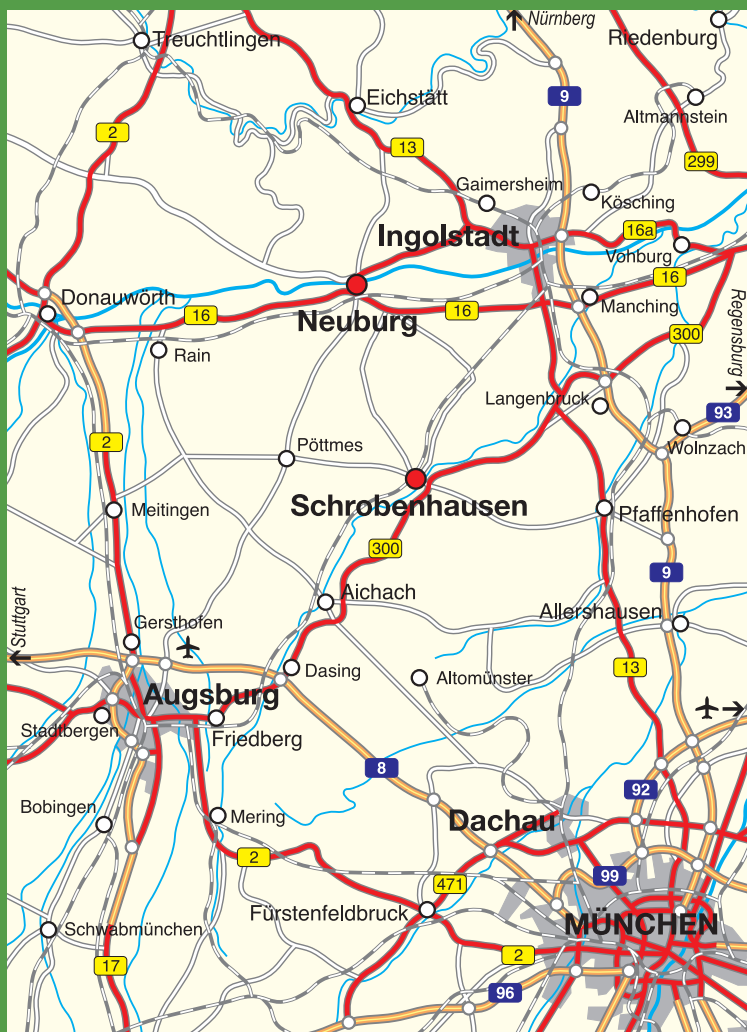 Nürnberg
Riedenburg
Treuchtlingen
Eichstätt
9
Altmannstein
2
13
299
Gaimersheim
Kösching
Ingolstadt
16a
Vohburg
16
Donauwörth
16
Neuburg
16
Manching
Regensburg
300
Rain
Langenbruck
93
2
Pöttmes
Wolnzach
Schrobenhausen
Meitingen
Pfaffenhofen
300
9
Stuttgart
Aichach
Gersthofen
Allershausen
Dasing
13
Altomünster
Augsburg
Stadtbergen
Friedberg
8
92
Bobingen
Mering
Dachau
2
99
471
Fürstenfeldbruck
MÜNCHEN
Schwabmünchen
2
17
96